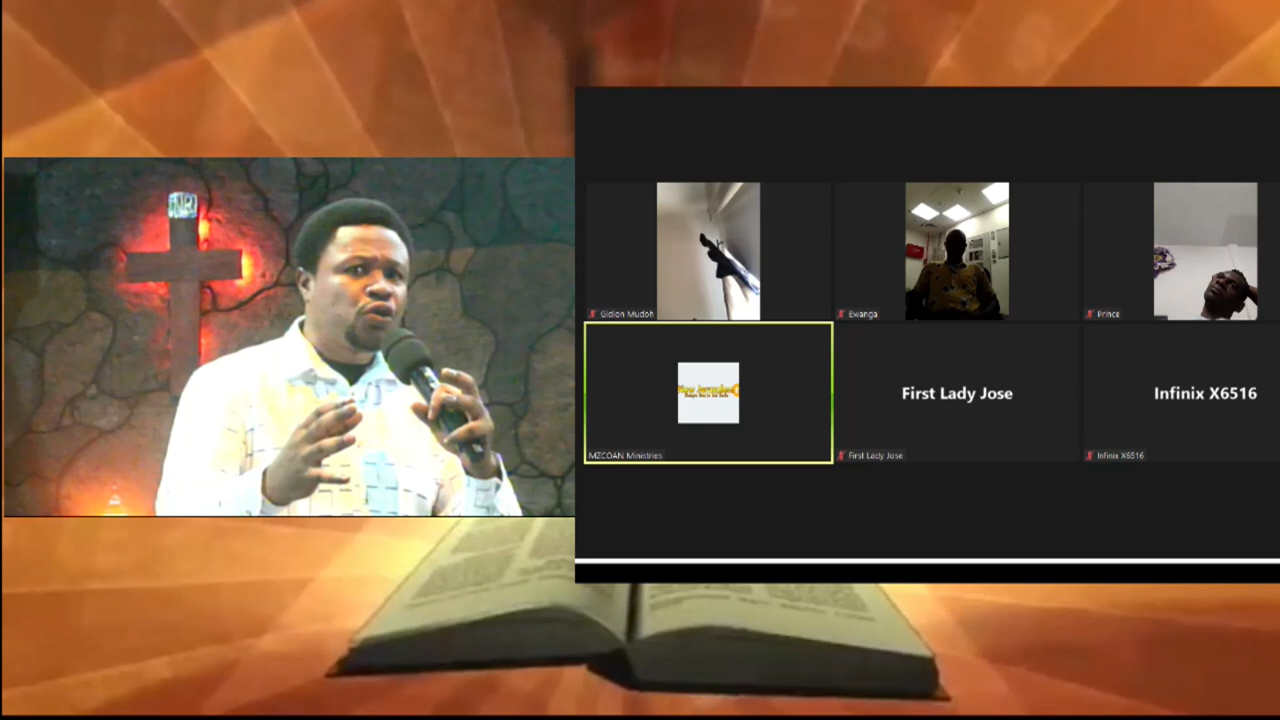 INRI
Gidion Mudoh
Ewanga
Prince
First Lady Jose
Infinix X6516
MZCOAN Ministries
First Lady Jose
Infinix X6516